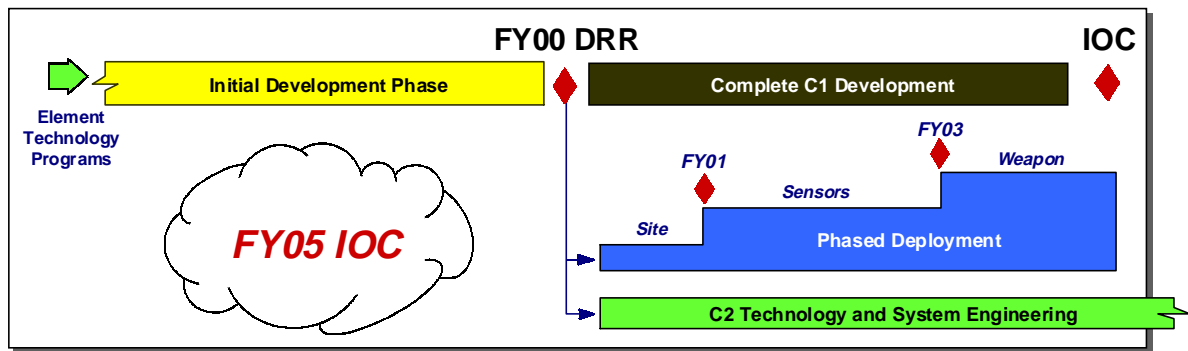 FY00 DRR
IOC
Initial Development Phase
Complete C1 Development
Element
Technology
Programs
FY01
FY03
Site
Sensors
Weapon
Phased Deployment
FY05 IOC
C2 Technology and System Engineering